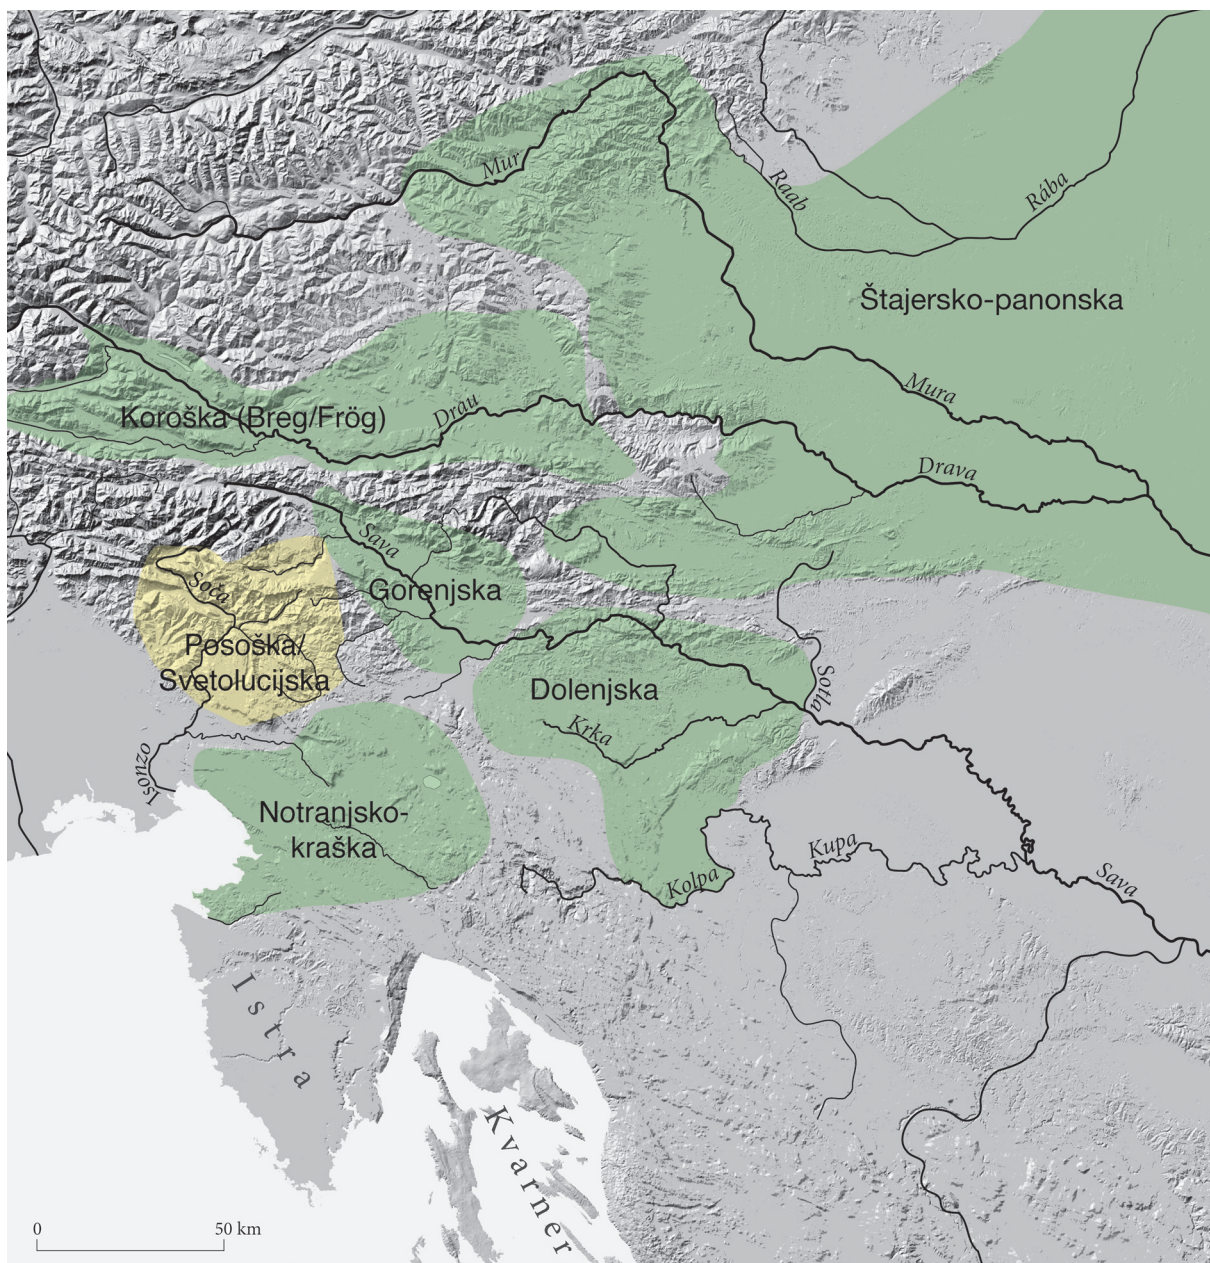 Mur
Raab
Rába
Štajersko-panonska
Mura
Koroška (Breg/Frög)
Drau
Drava
Sava
Soča
Gorenjska
Pososka/
Svetolucijska
Dolenjska
Sotla
Krka
Isonzo
Notranjsko-
kraška
Kupa
Kolpa
Sava
Istra
Kvarner
0 50 km